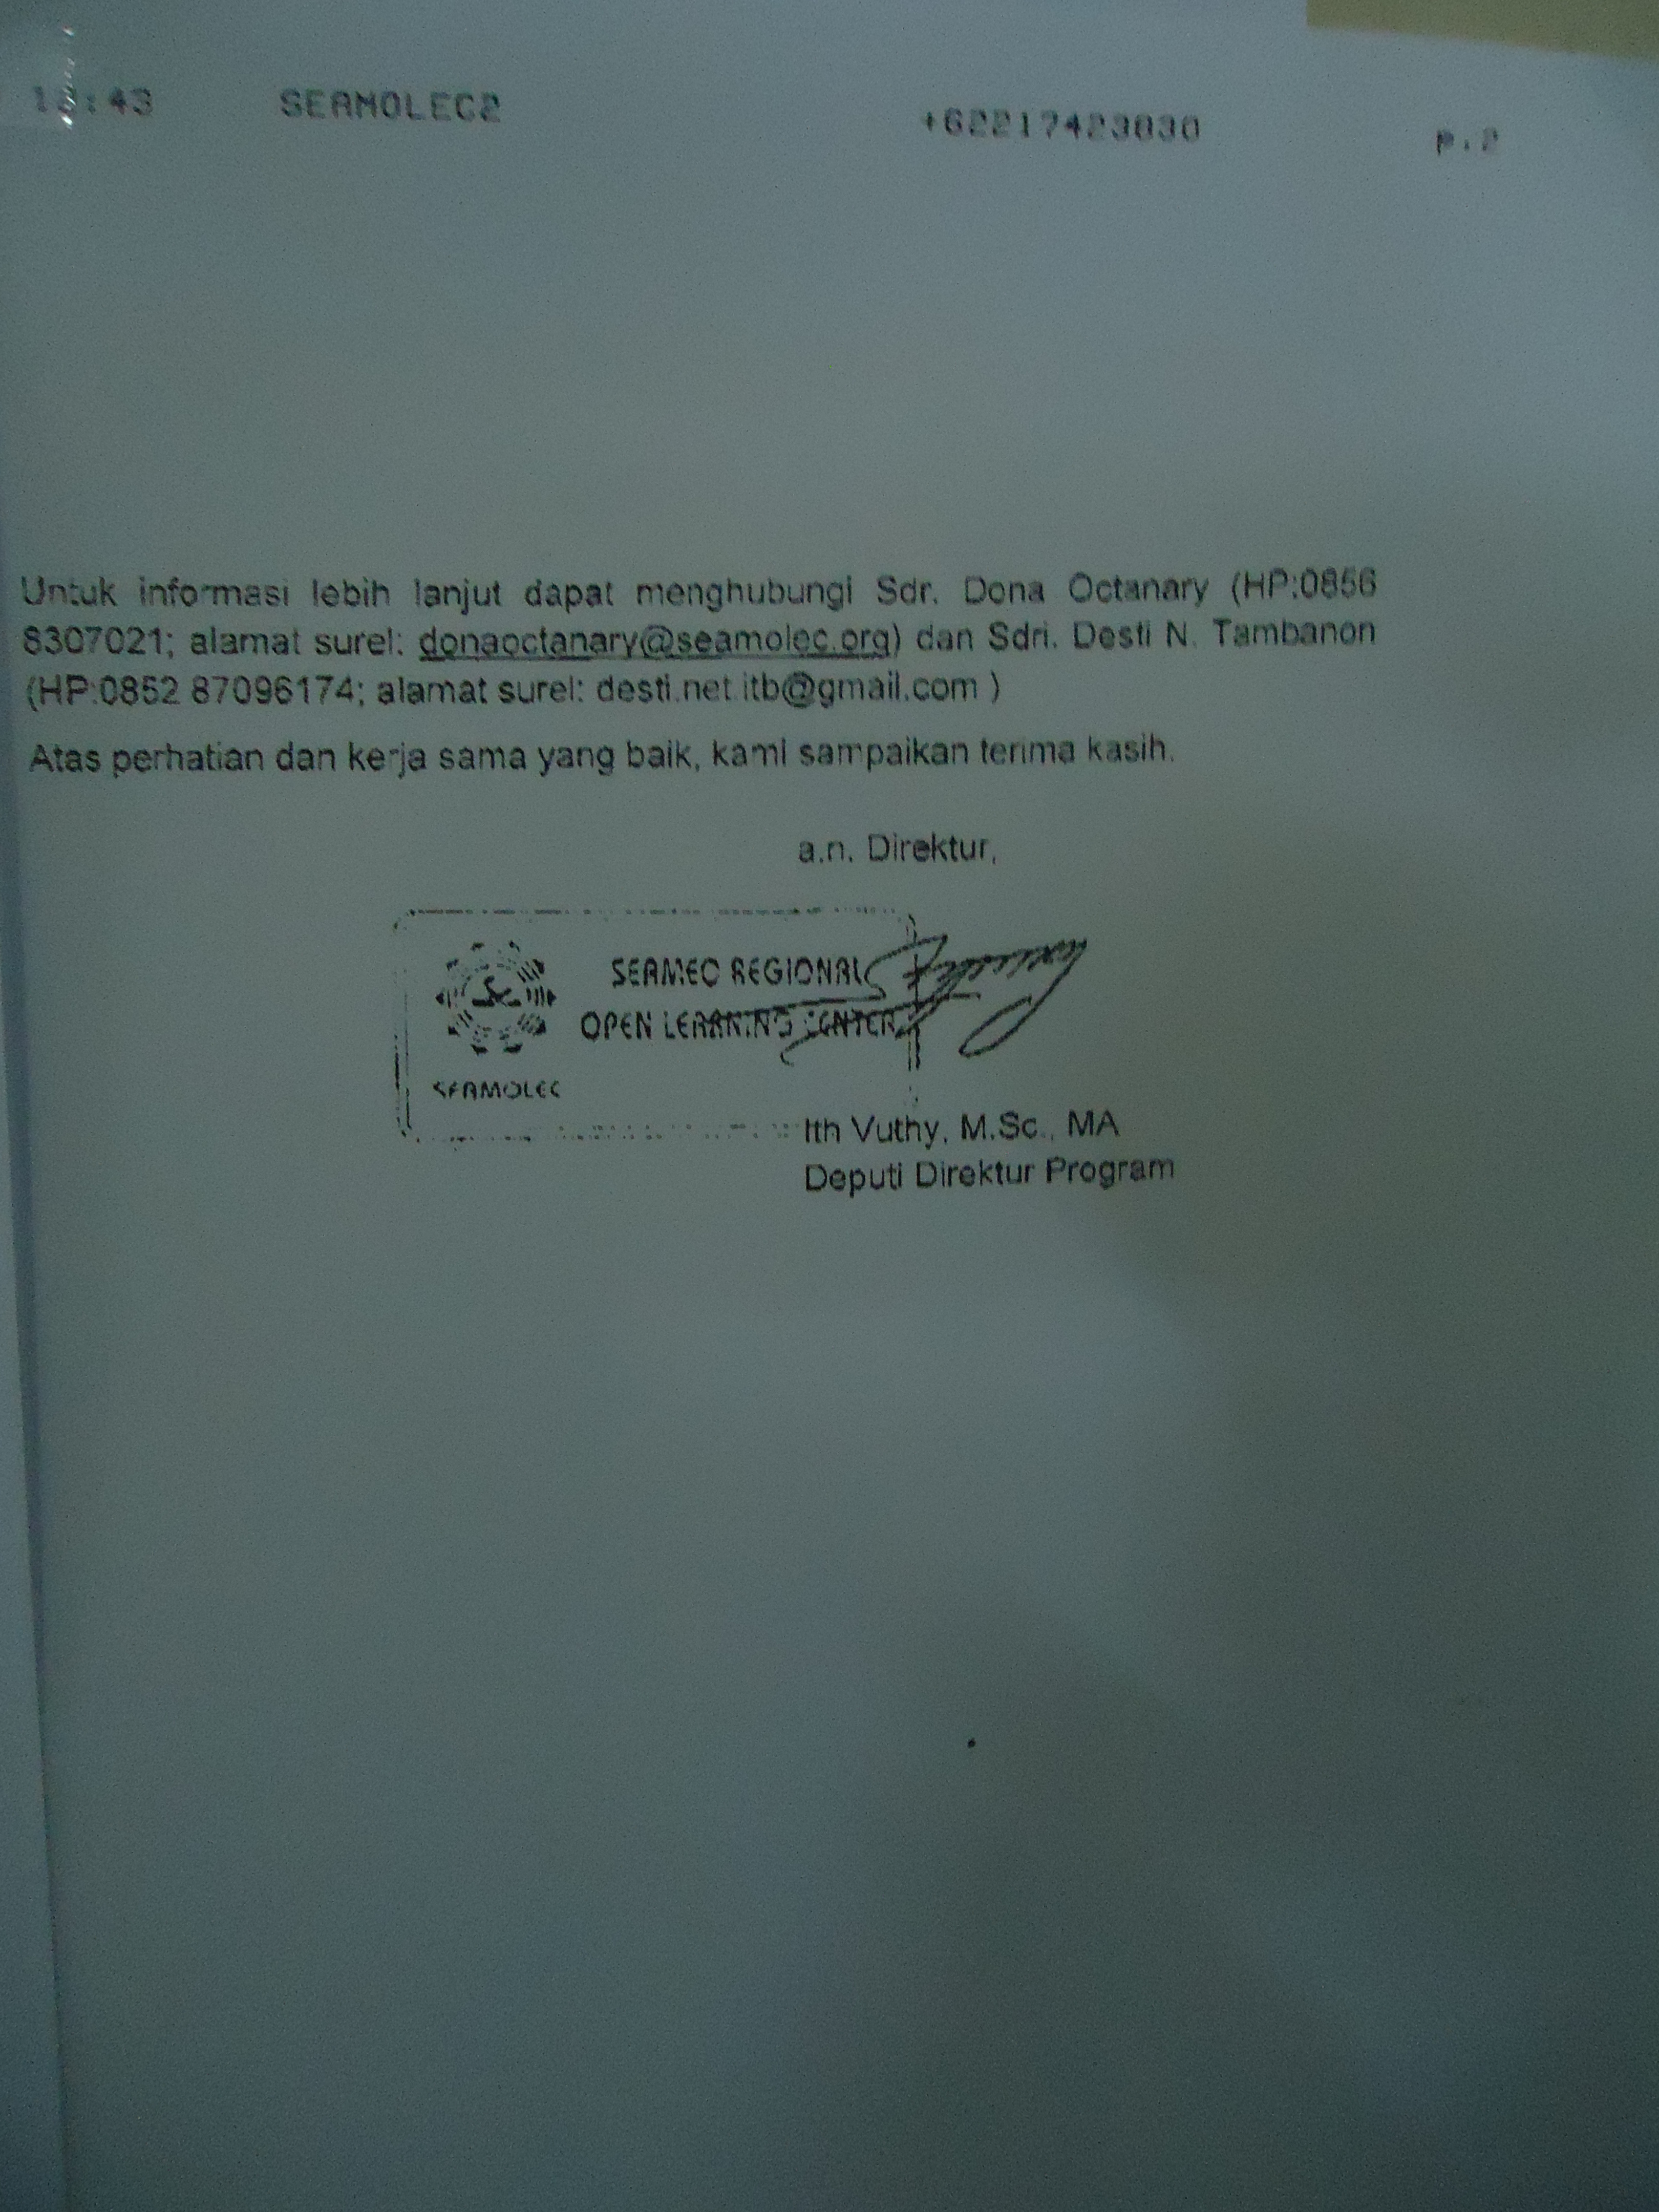 :43 SEAMOLEC2 +62217423030 p.2
Untuk informasi lebih lanjut dapat menghubungi Sdr. Dona Octanary (HP:0856
8307021; alamat surel: donaoctanary@seamolec.org) dan Sdri. Desti N. Tambanon
(HP:0852 87096174; alamat surel: desti.net.itb@gmail.com )
Atas perhatian dan kerja sama yang baik, kami sampaikan terima kasih.
a.n. Direktur,
SEAMEO REGIONAL
OPEN LEARNING CENTER
SEAMOLEC
Ith Vuthy, M.Sc., MA
Deputi Direktur Program